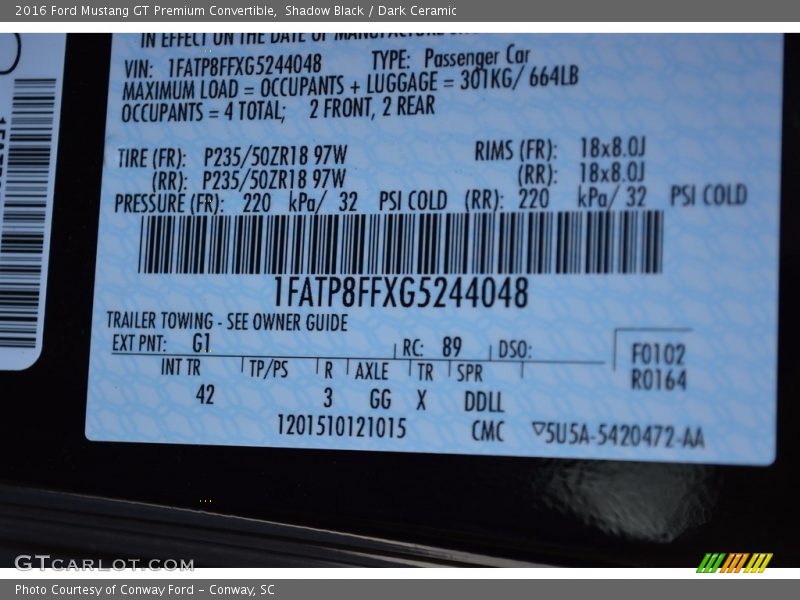 2016 Ford Mustang GT Premium Convertible, Shadow Black / Dark Ceramic
IN EFFECT ON THE DATE OF
VIN: 1FATP8FFXG5244048 TYPE: Passenger Car
MAXIMUM LOAD = OCCUPANTS + LUGGAGE = 301KG/ 664LB
OCCUPANTS = 4 TOTAL; 2 FRONT, 2 REAR
TIRE (FR): P235/50ZR18 97W RIMS (FR): 18x8.0J
(RR): P235/50ZR18 97W (RR): 18x8.0J
PRESSURE (FR): 220 kPa/ 32 PSI COLD (RR): 220 kPa/ 32 PSI COLD
1FATP8FFXG5244048
TRAILER TOWING - SEE OWNER GUIDE
EXT PNT: G1 RC: 89 DSO: F0102
INT TR TP/PS R AXLE TR SPR R0164
42 3 GG X DDLL
1201510121015 CMC ▽5U5A-5420472-AA
GTCARLOT.COM
Photo Courtesy of Conway Ford – Conway, SC